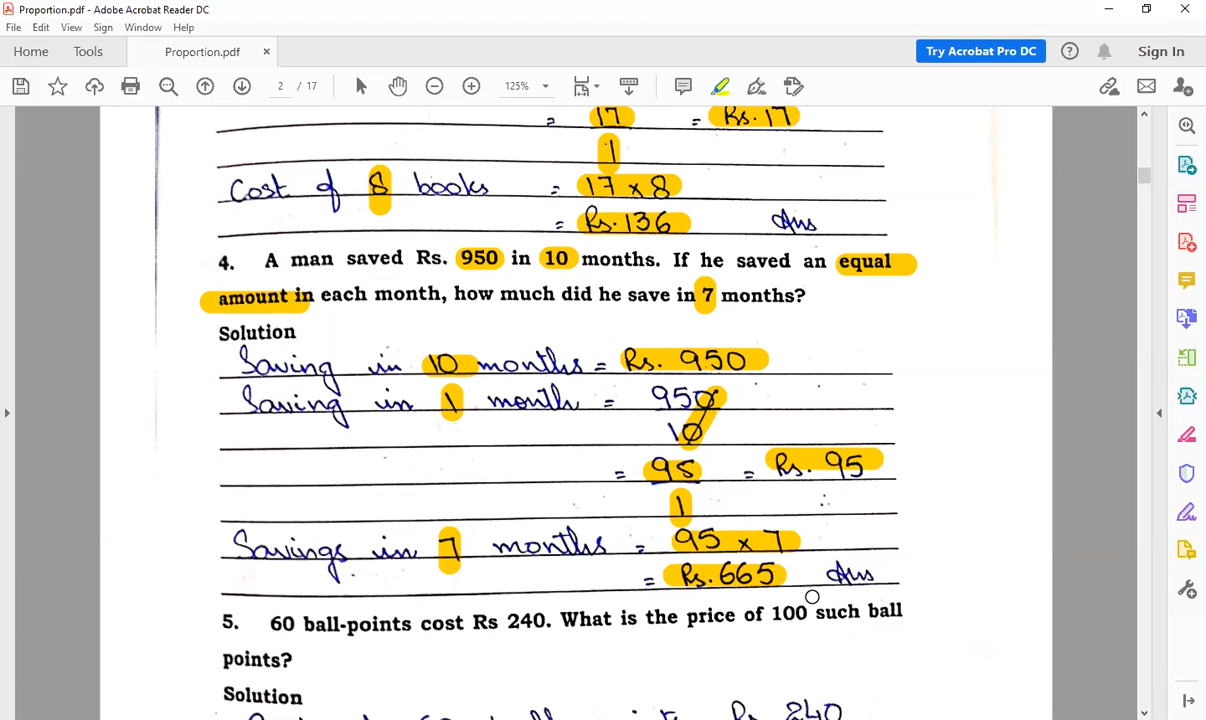 Proportion.pdf - Adobe Acrobat Reader DC
File Edit View Sign Window Help
Home Tools Proportion.pdf × Try Acrobat Pro DC Sign In
2 / 17 125%
= 17 = Rs. 17
1
Cost of 8 books = 17 x 8
= Rs. 136 Ans
4. A man saved Rs. 950 in 10 months. If he saved an equal
amount in each month, how much did he save in 7 months?
Solution
Saving in 10 months = Rs. 950
Saving in 1 month = 950
10
= 95 = Rs. 95
1
Savings in 7 months = 95 x 7
= Rs. 665 Ans
5. 60 ball-points cost Rs 240. What is the price of 100 such ball
points?
Solution
Rs. 240